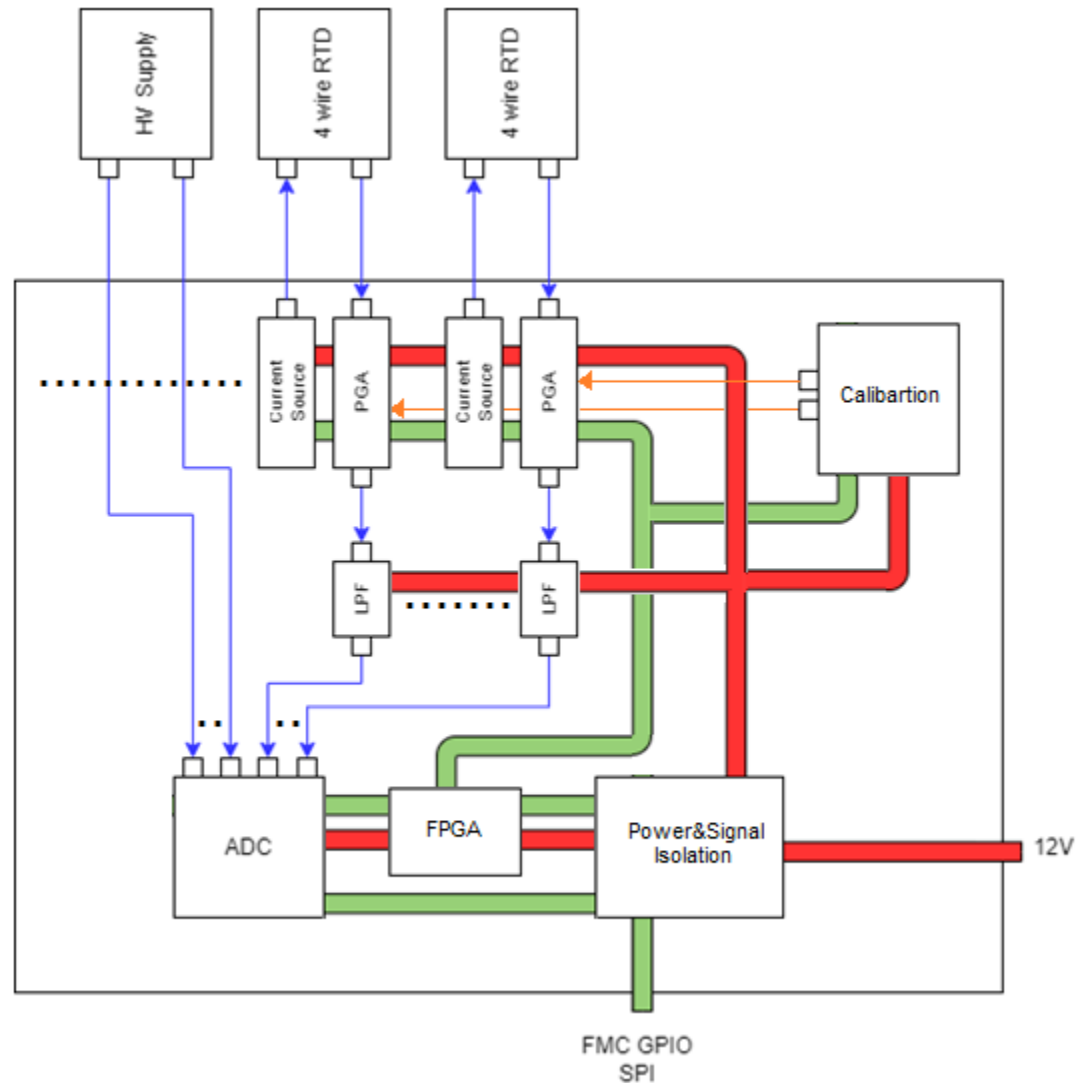 HV Supply
4 wire RTD
4 wire RTD
Current
Source
PGA
Current
Source
PGA
Calibartion
LPF
LPF
ADC
FPGA
Power&Signal
Isolation
12V
FMC GPIO
SPI